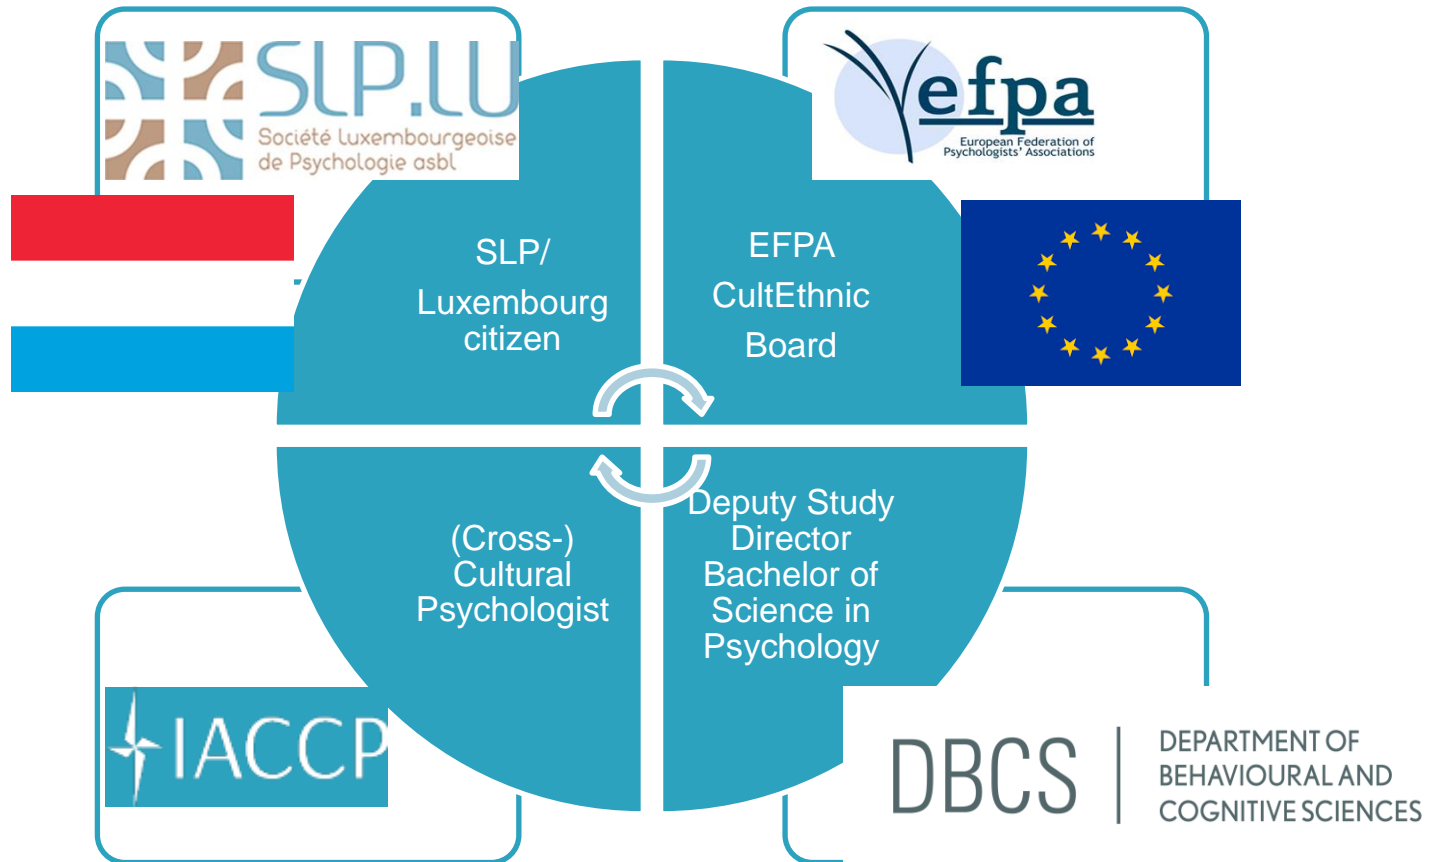 SLP.LU
Société Luxembourgeoise
de Psychologie asbl
efpa
European Federation of
Psychologists' Associations
SLP/
Luxembourg
citizen
EFPA
CultEthnic
Board
(Cross-)
Cultural
Psychologist
Deputy Study
Director
Bachelor of
Science in
Psychology
IACCP
DBCS
DEPARTMENT OF
BEHAVIOURAL AND
COGNITIVE SCIENCES